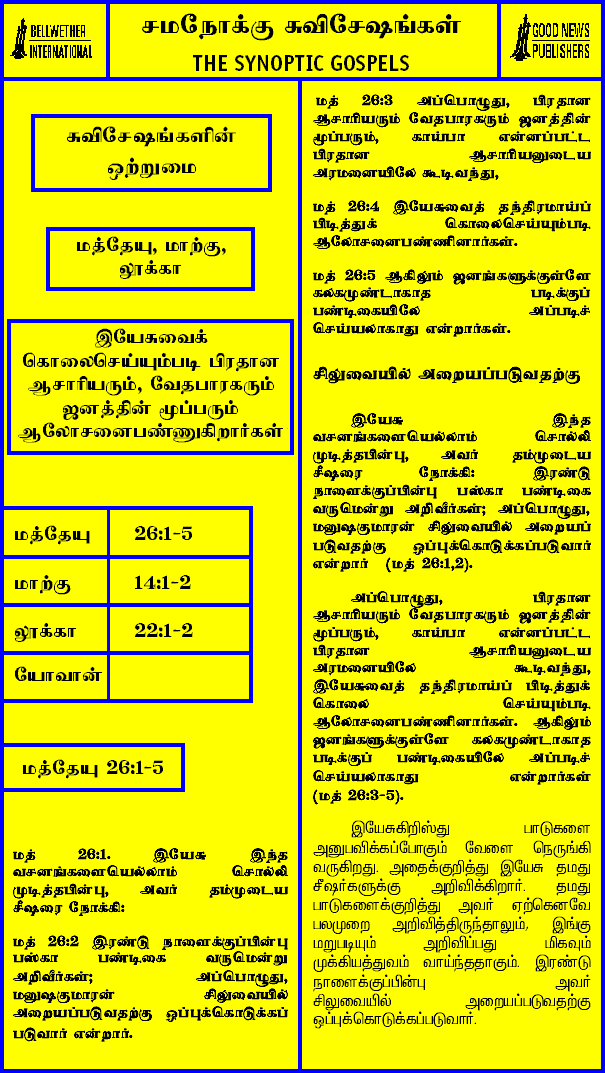 BELLWETHER
INTERNATIONAL
சமநோக்கு சுவிசேஷங்கள்
THE SYNOPTIC GOSPELS
GOOD NEWS
PUBLISHERS
சுவிசேஷங்களின்
ஒற்றுமை
மத்தேயு, மாற்கு,
லூக்கா
இயேசுவைக்
கொலைசெய்யும்படி பிரதான
ஆசாரியரும், வேதபாரகரும்
ஜனத்தின் மூப்பரும்
ஆலோசனைபண்ணுகிறார்கள்
மத்தேயு 26:1-5
மாற்கு 14:1-2
லூக்கா 22:1-2
யோவான்
மத்தேயு 26:1-5
மத் 26:1. இயேசு இந்த
வசனங்களையெல்லாம் சொல்லி
முடித்தபின்பு, அவர் தம்முடைய
சீஷரை நோக்கி:
மத் 26:2 இரண்டு நாளைக்குப்பின்பு
பஸ்கா பண்டிகை வருமென்று
அறிவீர்கள்; அப்பொழுது,
மனுஷகுமாரன் சிலுவையில்
அறையப்படுவதற்கு ஒப்புக்கொடுக்கப்
படுவார் என்றார்.
மத் 26:3 அப்பொழுது, பிரதான
ஆசாரியரும் வேதபாரகரும் ஜனத்தின்
மூப்பரும், காய்பா என்னப்பட்ட
பிரதான ஆசாரியனுடைய
அரமனையிலே கூடிவந்து,
மத் 26:4 இயேசுவைத் தந்திரமாய்ப்
பிடித்துக் கொலைசெய்யும்படி
ஆலோசனைபண்ணினார்கள்.
மத் 26:5 ஆகிலும் ஜனங்களுக்குள்ளே
கலகமுண்டாகாத படிக்குப்
பண்டிகையிலே அப்படிச்
செய்யலாகாது என்றார்கள்.
சிலுவையில் அறையப்படுவதற்கு
இயேசு இந்த
வசனங்களையெல்லாம் சொல்லி
முடித்தபின்பு, அவர் தம்முடைய
சீஷரை நோக்கி: இரண்டு
நாளைக்குப்பின்பு பஸ்கா பண்டிகை
வருமென்று அறிவீர்கள்; அப்பொழுது,
மனுஷகுமாரன் சிலுவையில் அறையப்
படுவதற்கு ஒப்புக்கொடுக்கப்படுவார்
என்றார் (மத் 26:1,2).
அப்பொழுது, பிரதான
ஆசாரியரும் வேதபாரகரும் ஜனத்தின்
மூப்பரும், காய்பா என்னப்பட்ட
பிரதான ஆசாரியனுடைய
அரமனையிலே கூடிவந்து,
இயேசுவைத் தந்திரமாய்ப் பிடித்துக்
கொலை செய்யும்படி
ஆலோசனைபண்ணினார்கள். ஆகிலும்
ஜனங்களுக்குள்ளே கலகமுண்டாகாத
படிக்குப் பண்டிகையிலே அப்படிச்
செய்யலாகாது என்றார்கள்
(மத் 26:3-5).
இயேசுகிறிஸ்து பாடுகளை
அனுபவிக்கப்போகும் வேளை நெருங்கி
வருகிறது. அதைக்குறித்து இயேசு தமது
சீஷர்களுக்கு அறிவிக்கிறார். தமது
பாடுகளைக்குறித்து அவர் ஏற்கெனவே
பலமுறை அறிவித்திருந்தாலும், இங்கு
மறுபடியும் அறிவிப்பது மிகவும்
முக்கியத்துவம் வாய்ந்ததாகும். இரண்டு
நாளைக்குப்பின்பு அவர்
சிலுவையில் அறையப்படுவதற்கு
ஒப்புக்கொடுக்கப்படுவார்.